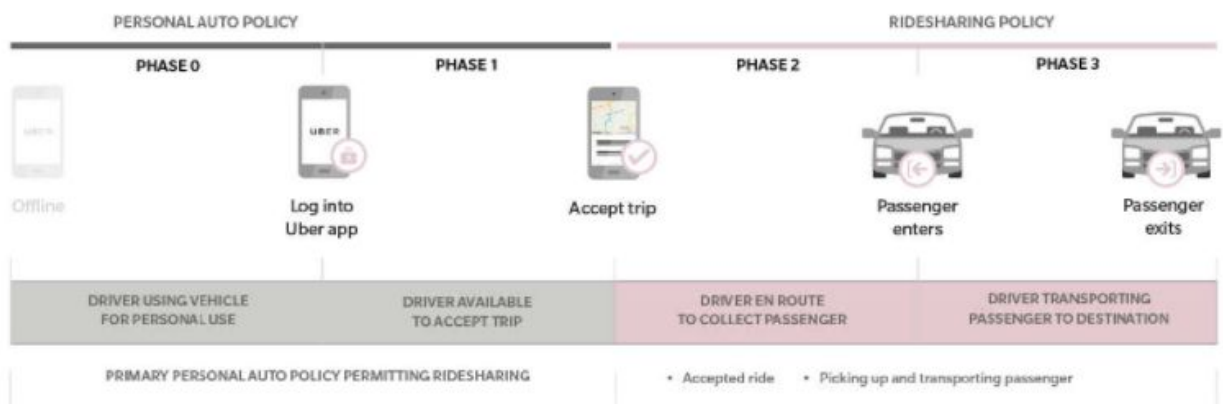 PERSONAL AUTO POLICY
RIDESHARING POLICY
PHASE 0
PHASE 1
PHASE 2
PHASE 3
UBER
UBER
Offline
Log into
Uber app
Accept trip
Passenger
enters
Passenger
exits
DRIVER USING VEHICLE
FOR PERSONAL USE
DRIVER AVAILABLE
TO ACCEPT TRIP
DRIVER EN ROUTE
TO COLLECT PASSENGER
DRIVER TRANSPORTING
PASSENGER TO DESTINATION
PRIMARY PERSONAL AUTO POLICY PERMITTING RIDESHARING
• Accepted ride • Picking up and transporting passenger